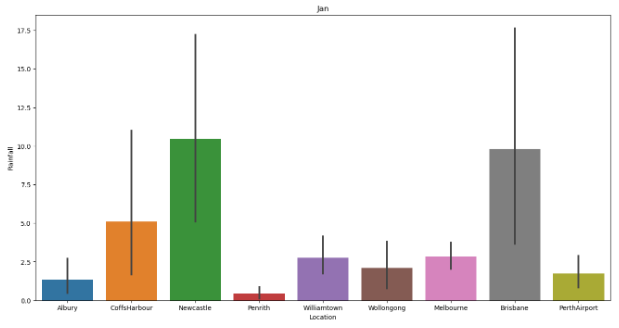 Jan
17.5
15.0
12.5
10.0
7.5
5.0
2.5
0.0
Rainfall
Albury CoffsHarbour Newcastle Penrith Williamtown Wollongong Melbourne Brisbane PerthAirport
Location